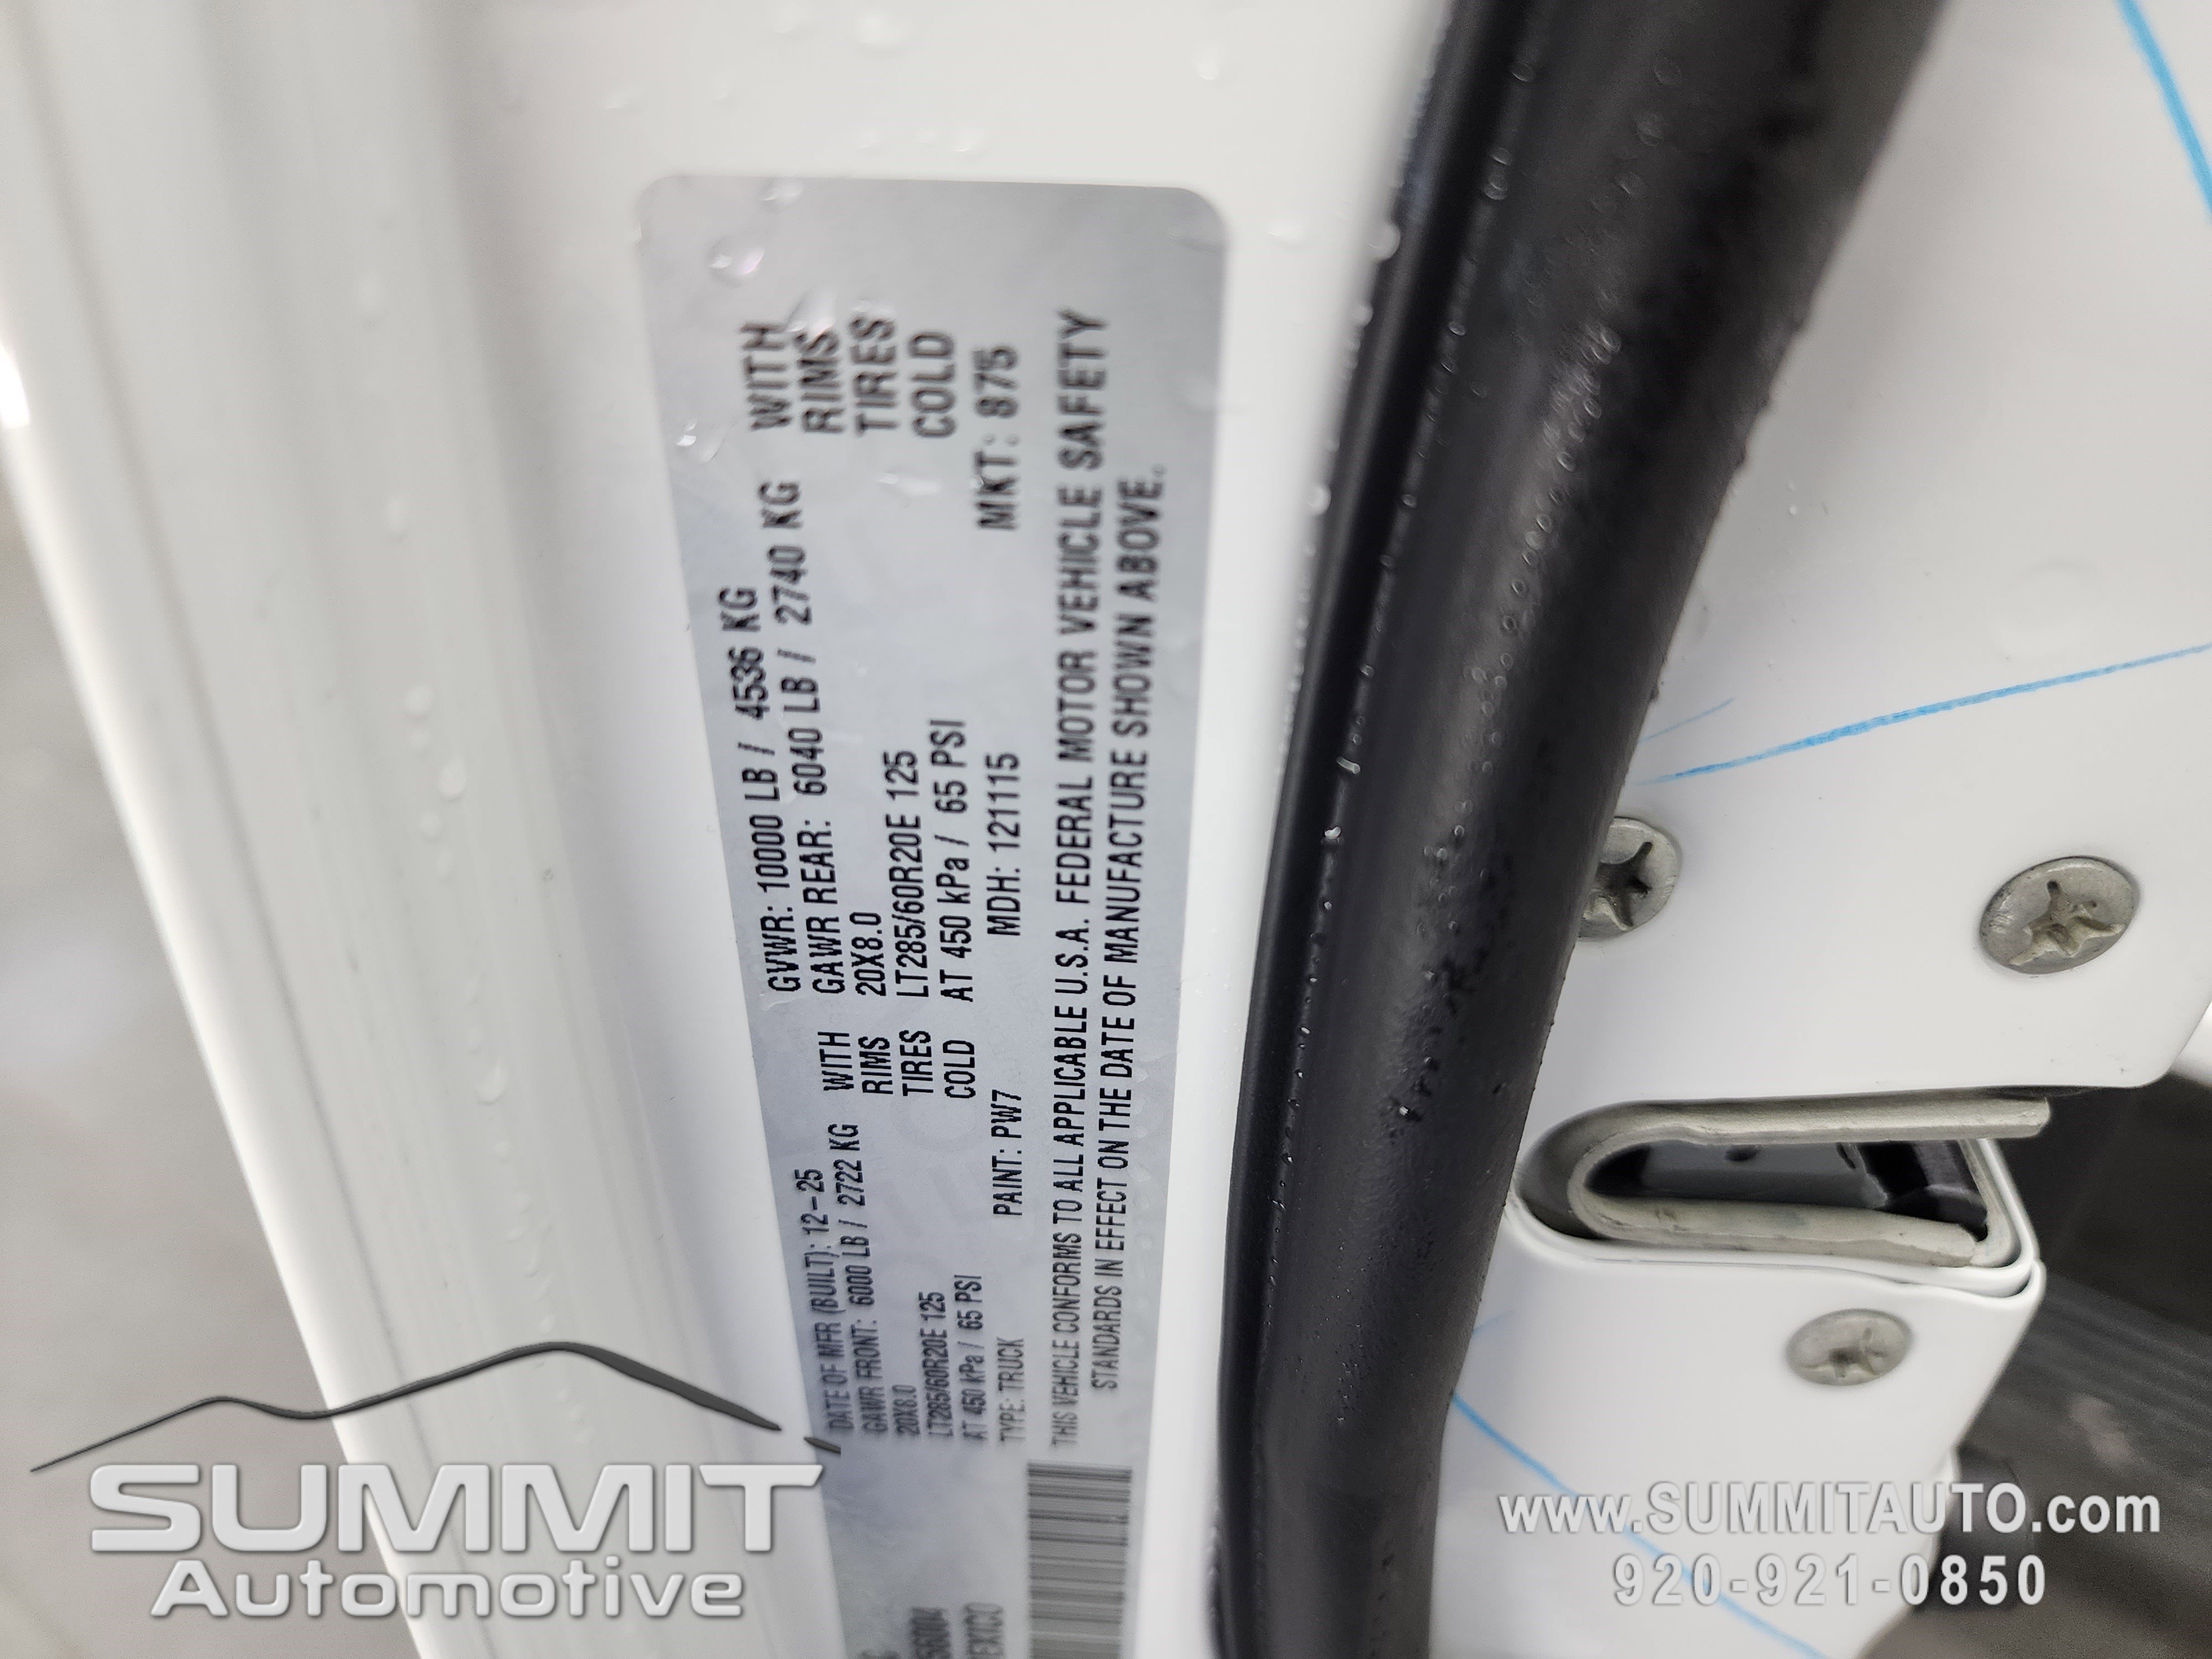 DATE OF MFR (BUILT): 12-25 GVWR: 10000 LB / 4536 KG
GAWR FRONT: 6000 LB / 2722 KG WITH GAWR REAR: 6040 LB / 2740 KG WITH
20X8.0 RIMS 20X8.0 RIMS
LT285/60R20E 125 TIRES LT285/60R20E 125 TIRES
AT 450 kPa / 65 PSI COLD AT 450 kPa / 65 PSI COLD
TYPE: TRUCK PAINT: PW7 MDH: 121115 MKT: 875
THIS VEHICLE CONFORMS TO ALL APPLICABLE U.S.A. FEDERAL MOTOR VEHICLE SAFETY
STANDARDS IN EFFECT ON THE DATE OF MANUFACTURE SHOWN ABOVE.
SUMMIT
Automotive
www.SUMMITAUTO.com
920-921-0850